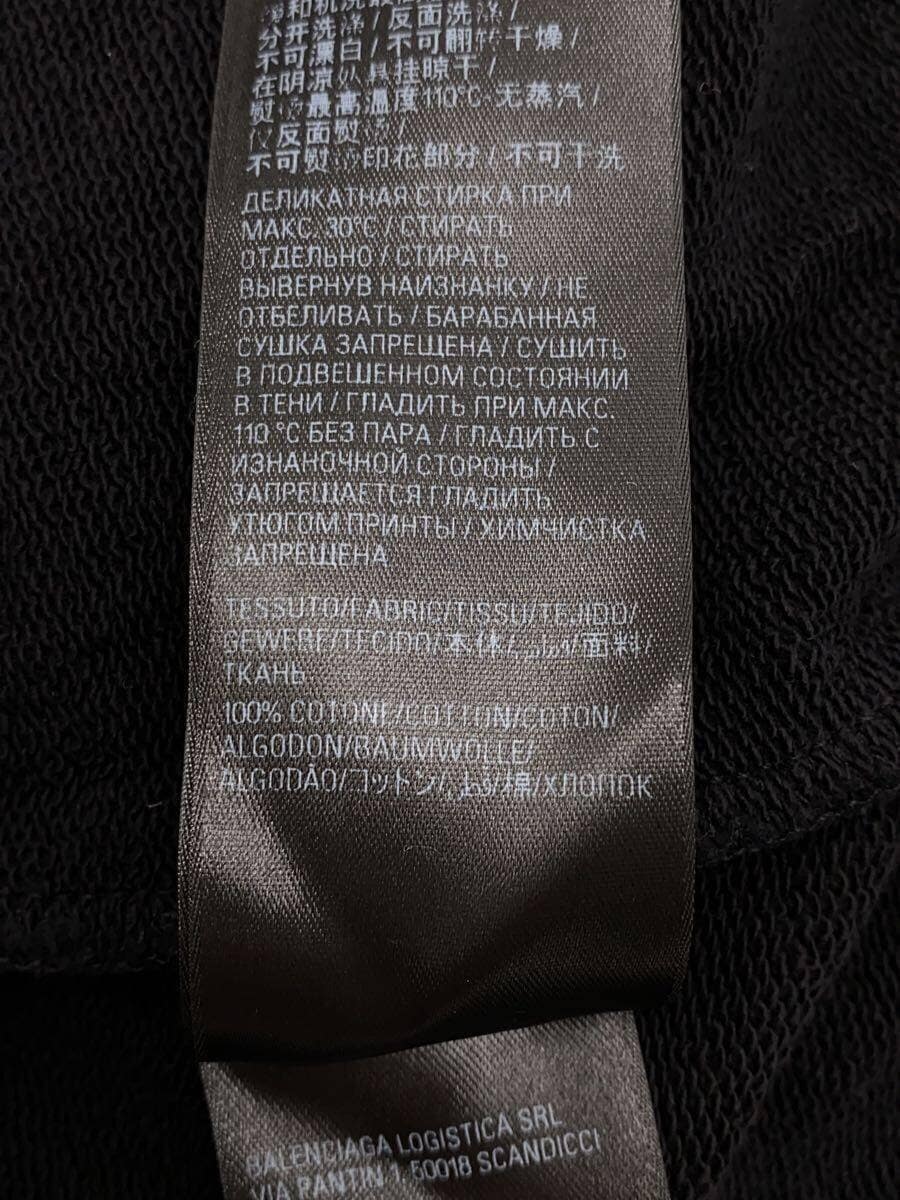 分开洗涤/反面洗涤/
不可漂白/不可翻转干燥/
在阴凉处悬挂晾干/
熨烫最高温度110°C-无蒸汽/
仅反面熨烫/
不可熨烫印花部分/不可干洗
ДЕЛИКАТНАЯ СТИРКА ПРИ
МАКС. 30°C / СТИРАТЬ
ОТДЕЛЬНО / СТИРАТЬ
ВЫВЕРНУВ НАИЗНАНКУ / НЕ
ОТБЕЛИВАТЬ / БАРАБАННАЯ
СУШКА ЗАПРЕЩЕНА / СУШИТЬ
В ПОДВЕШЕННОМ СОСТОЯНИИ
В ТЕНИ / ГЛАДИТЬ ПРИ МАКС.
110 °C БЕЗ ПАРА / ГЛАДИТЬ С
ИЗНАНОЧНОЙ СТОРОНЫ /
ЗАПРЕЩАЕТСЯ ГЛАДИТЬ
УТЮГОМ ПРИНТЫ / ХИМЧИСТКА
ЗАПРЕЩЕНА
TESSUTO/FABRIC/TISSU/TEJIDO/
GEWEBE/TECIDO/本体/قماش/面料/
ТКАНЬ
100% COTONE/COTTON/COTON/
ALGODON/BAUMWOLLE/
ALGODÃO/コットン/قطن/棉/ХЛОПОК
BALENCIAGA LOGISTICA SRL
VIA PANTIN 1, 50018 SCANDICCI